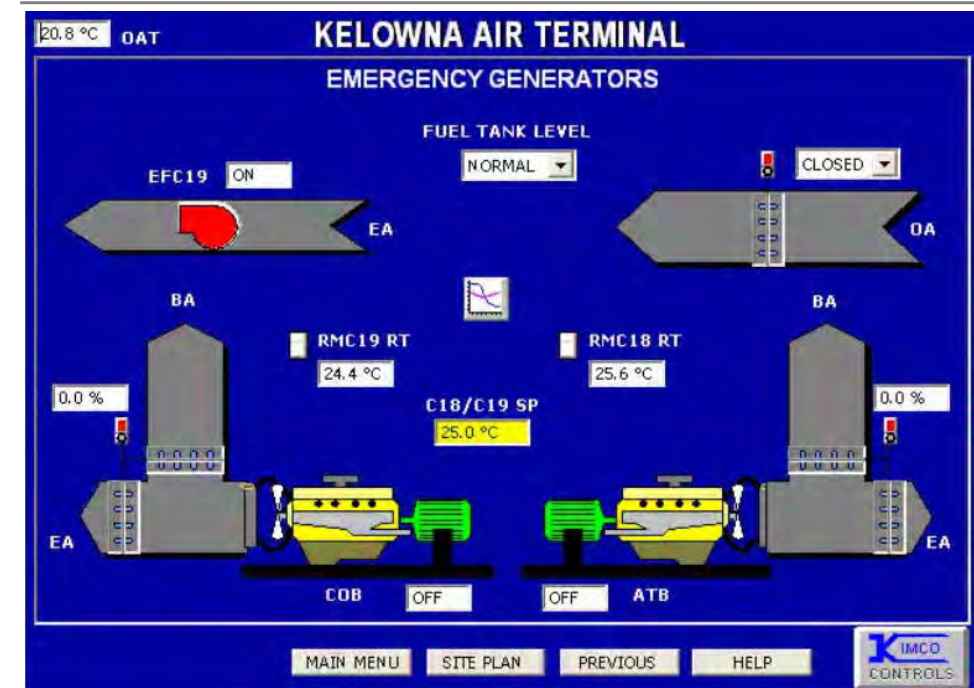 20.8 °C OAT KELOWNA AIR TERMINAL
EMERGENCY GENERATORS
FUEL TANK LEVEL
NORMAL
CLOSED
EFC19 ON
EA
OA
BA
BA
RMC19 RT
RMC18 RT
24.4 °C
25.6 °C
0.0 %
0.0 %
C18/C19 SP
25.0 °C
EA
EA
COB OFF
OFF ATB
MAIN MENU SITE PLAN PREVIOUS HELP
KIMCO
CONTROLS